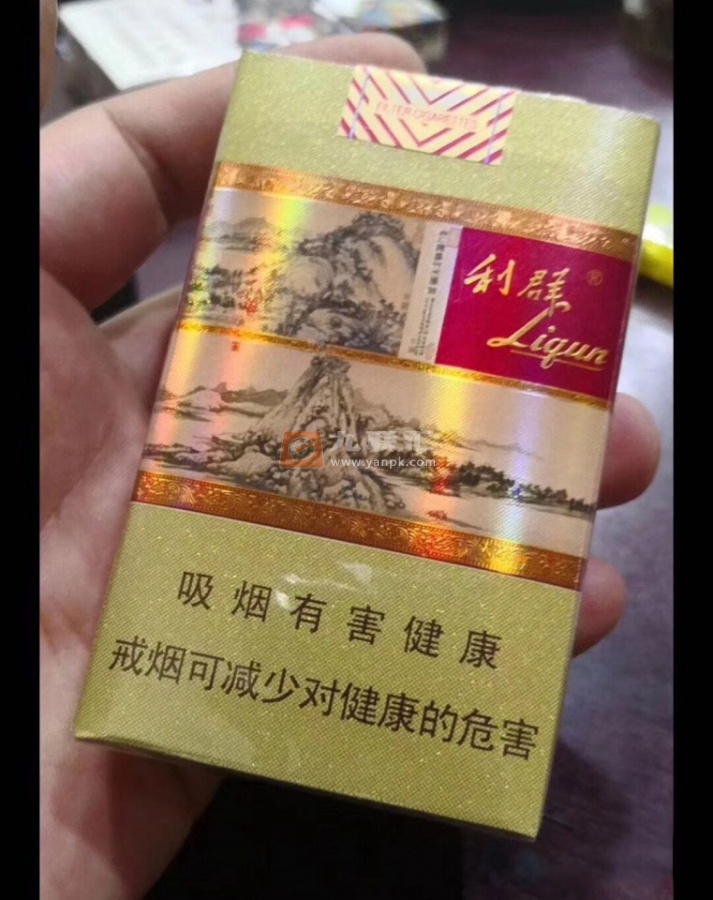 FILTER CIGARETTES
利群®
Liqun
www.yanpk.com
吸烟有害健康
戒烟可减少对健康的危害